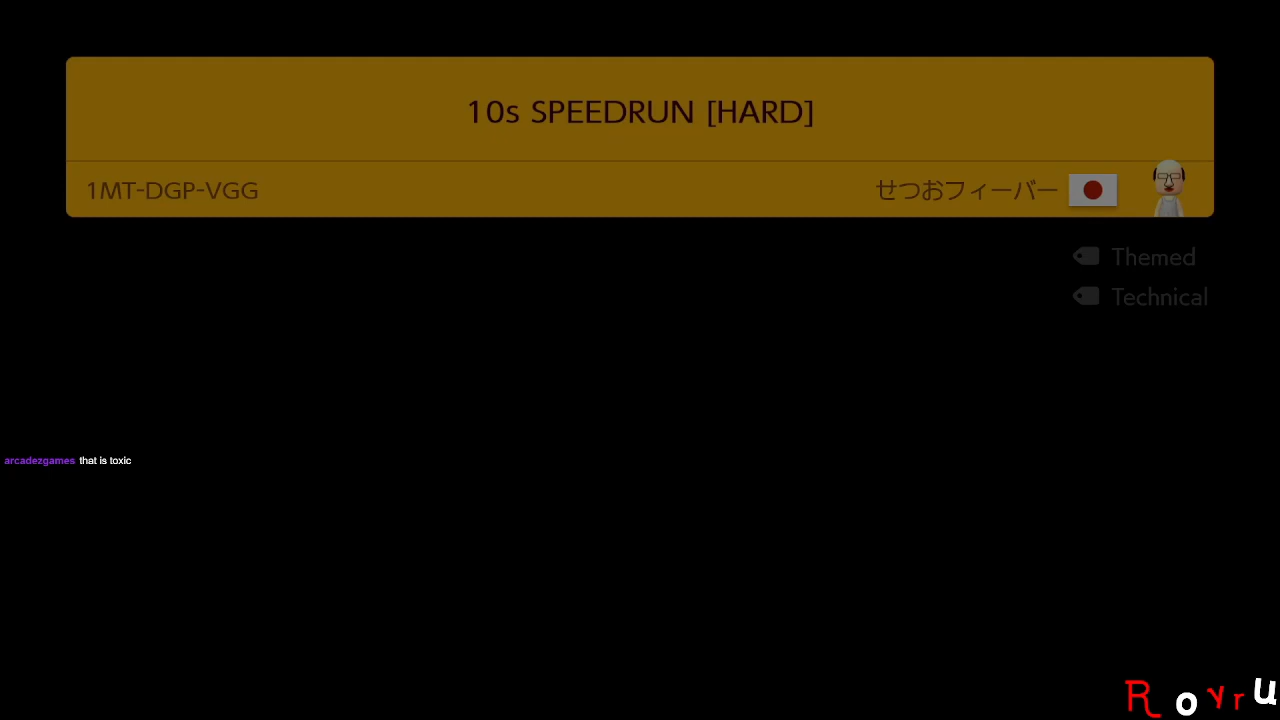 10s SPEEDRUN [HARD]
1MT-DGP-VGG
せつおフィーバー
Themed
Technical
arcadezgames that is toxic
Royru